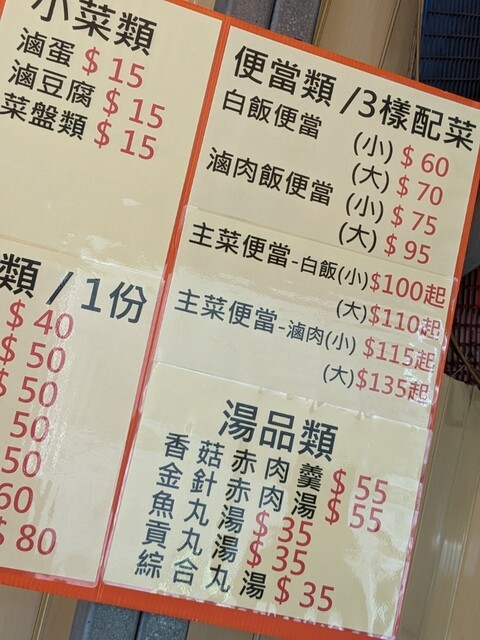 小菜類
滷蛋 $15
滷豆腐 $15
菜盤類 $15
類 / 1份
$40
$50
$50
50
50
60
$80
便當類 /3樣配菜
白飯便當 (小) $60
(大) $70
滷肉飯便當 (小) $75
(大) $95
主菜便當-白飯(小)$100起
(大)$110起
主菜便當-滷肉(小) $115起
(大)$135起
湯品類
香菇赤肉羹 $55
金針赤肉湯 $55
魚丸湯 $35
貢丸湯 $35
綜合丸湯 $35